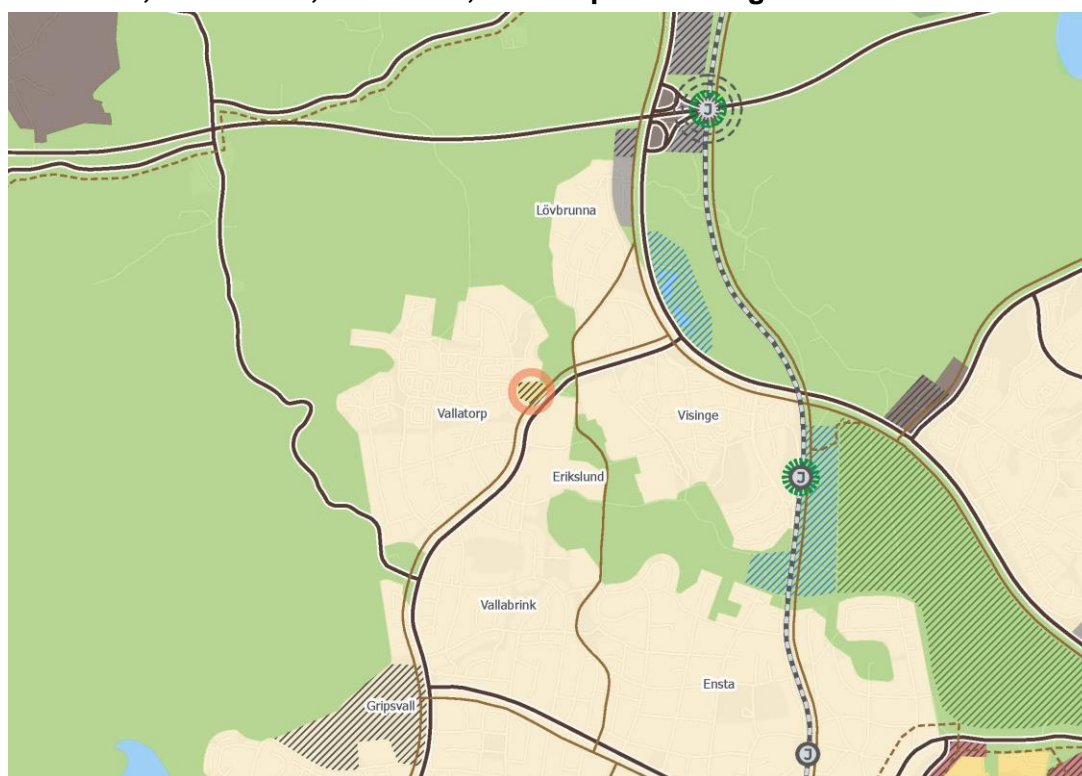 J
Lövbrunna
Vallatorp
Visinge
Erikslund
J
Vallabrink
Ensta
Gripsvall
J